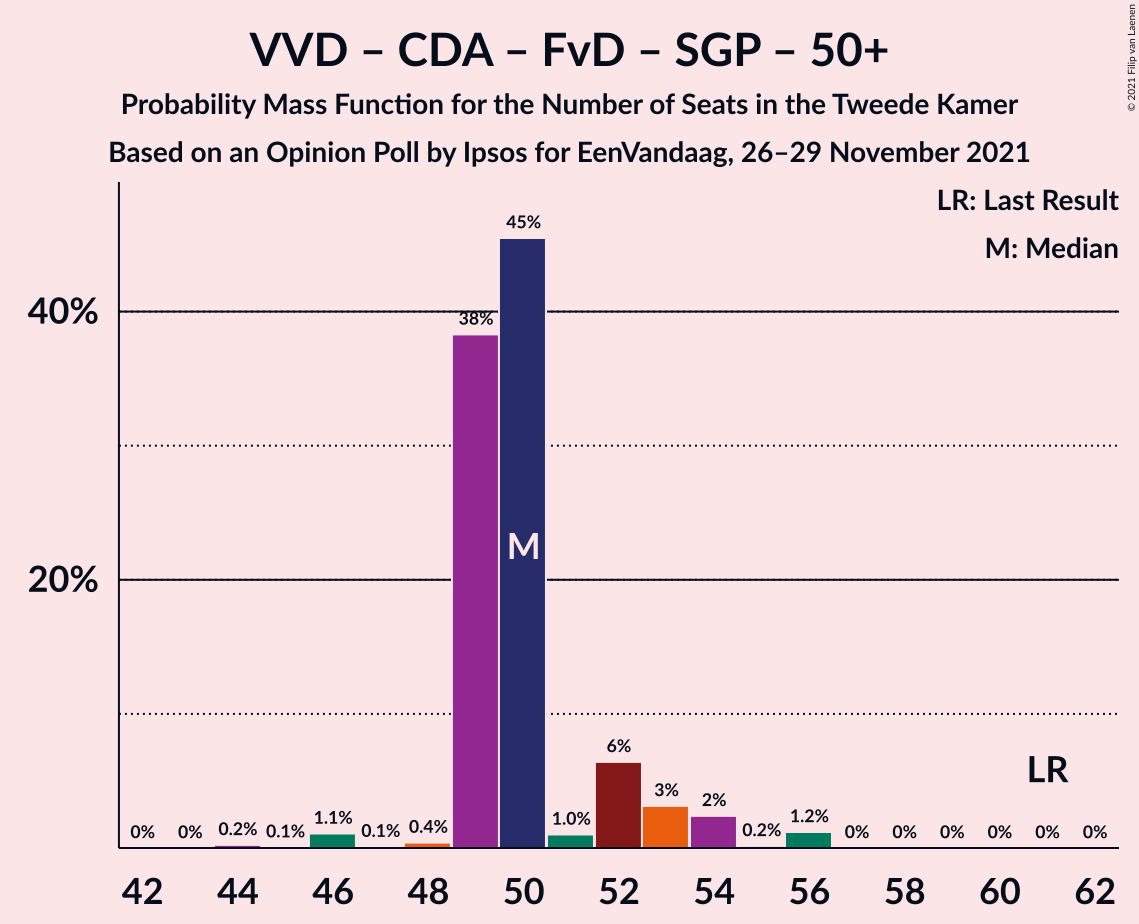 VVD – CDA – FvD – SGP – 50+
Probability Mass Function for the Number of Seats in the Tweede Kamer
Based on an Opinion Poll by Ipsos for EenVandaag, 26–29 November 2021
© 2021 Filip van Laenen
LR: Last Result
M: Median
40%
20%
0% 0% 0.2% 0.1% 1.1% 0.1% 0.4% 38% 45% 1.0% 6% 3% 2% 0.2% 1.2% 0% 0% 0% 0% 0% 0%
M
LR
42 44 46 48 50 52 54 56 58 60 62